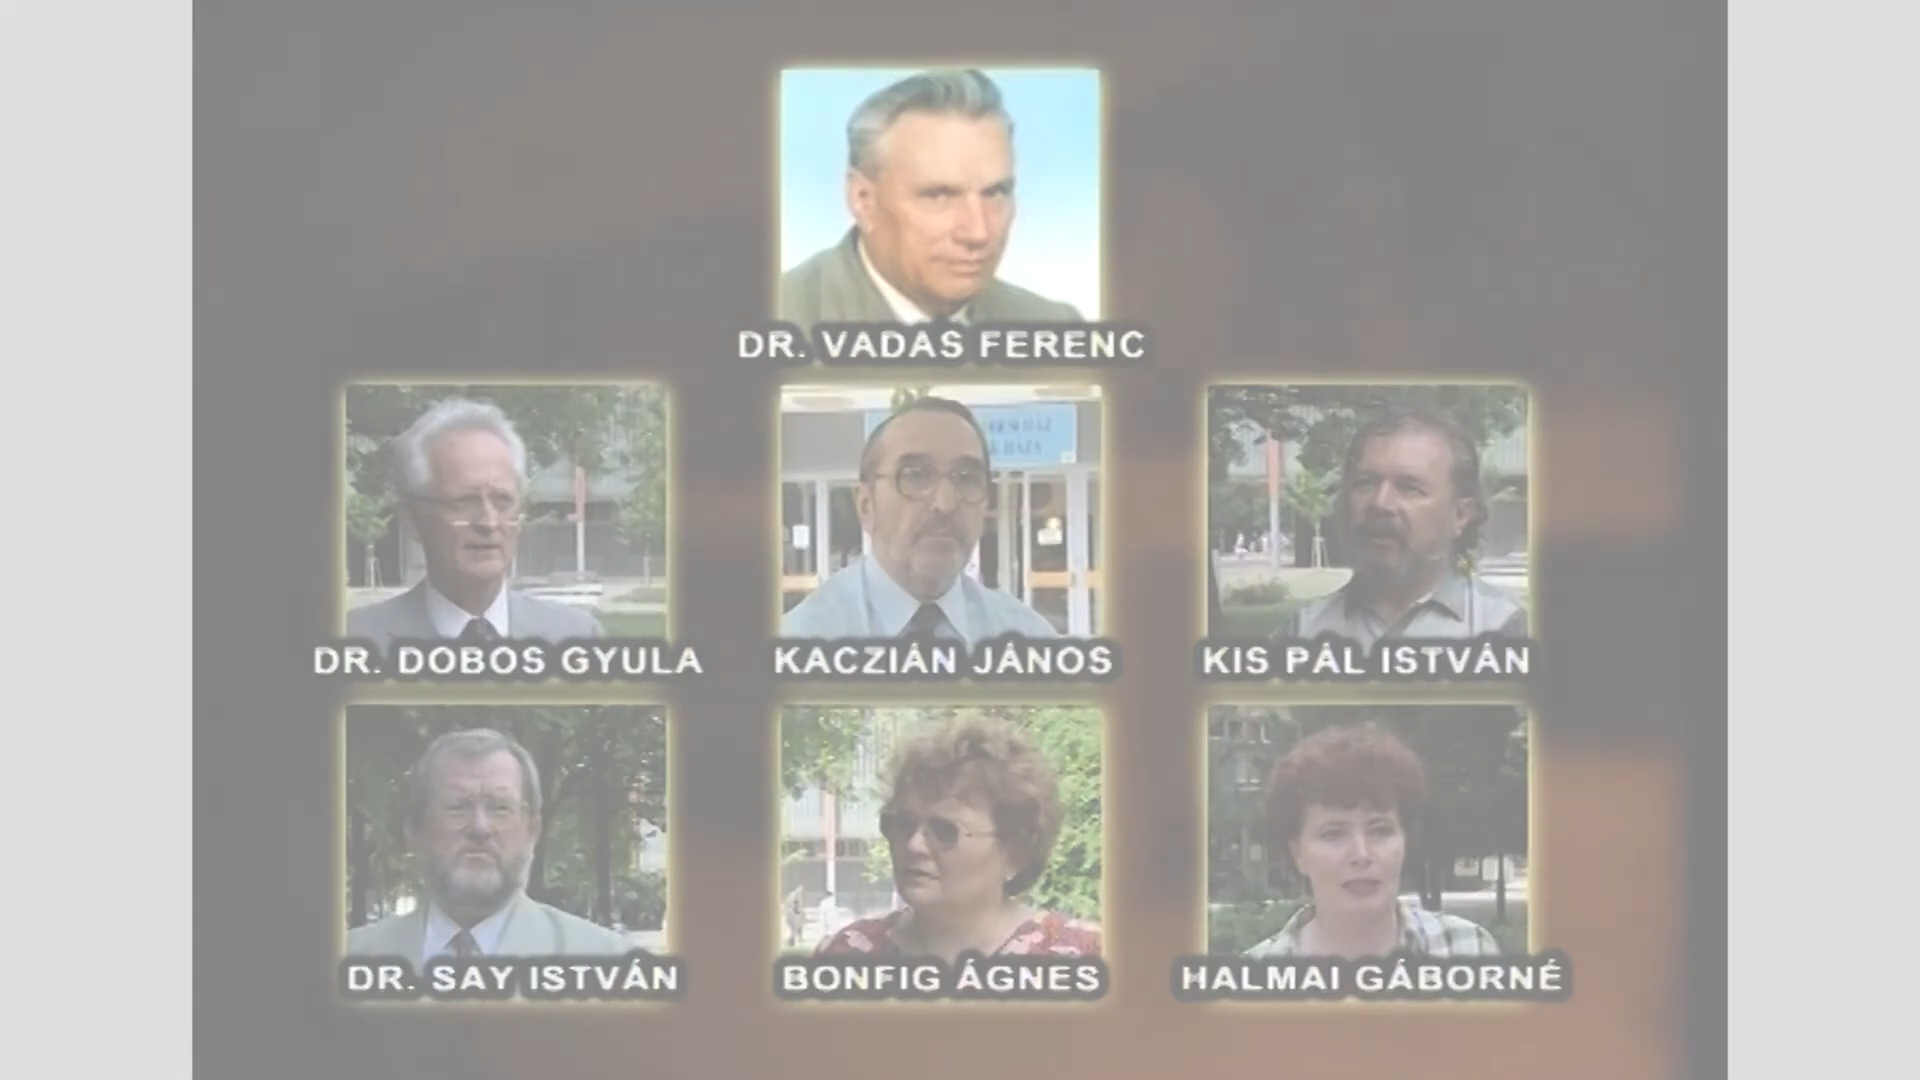 DR. VADAS FERENC
DR. DOBOS GYULA
KACZIÁN JÁNOS
KIS PÁL ISTVÁN
DR. SAY ISTVÁN
BONFIG ÁGNES
HALMAI GÁBORNÉ